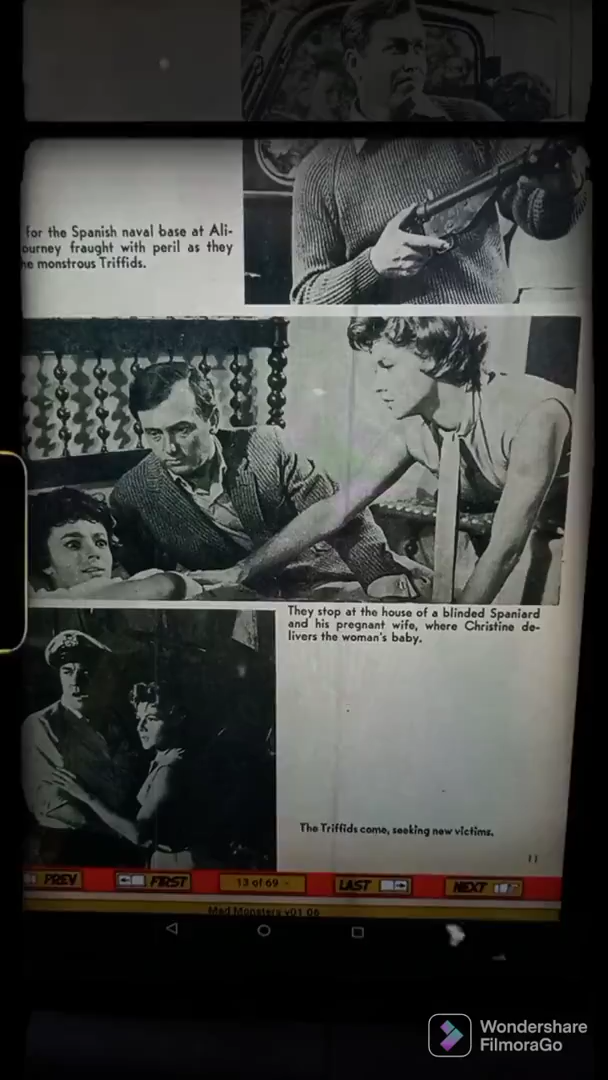 for the Spanish naval base at Ali-
ourney fraught with peril as they
e monstrous Triffids.
They stop at the house of a blinded Spaniard
and his pregnant wife, where Christine de-
livers the woman's baby.
The Triffids come, seeking new victims.
11
PREV FIRST 13 of 69 LAST NEXT
Mad Monsters v01 06
Wondershare
FilmoraGo